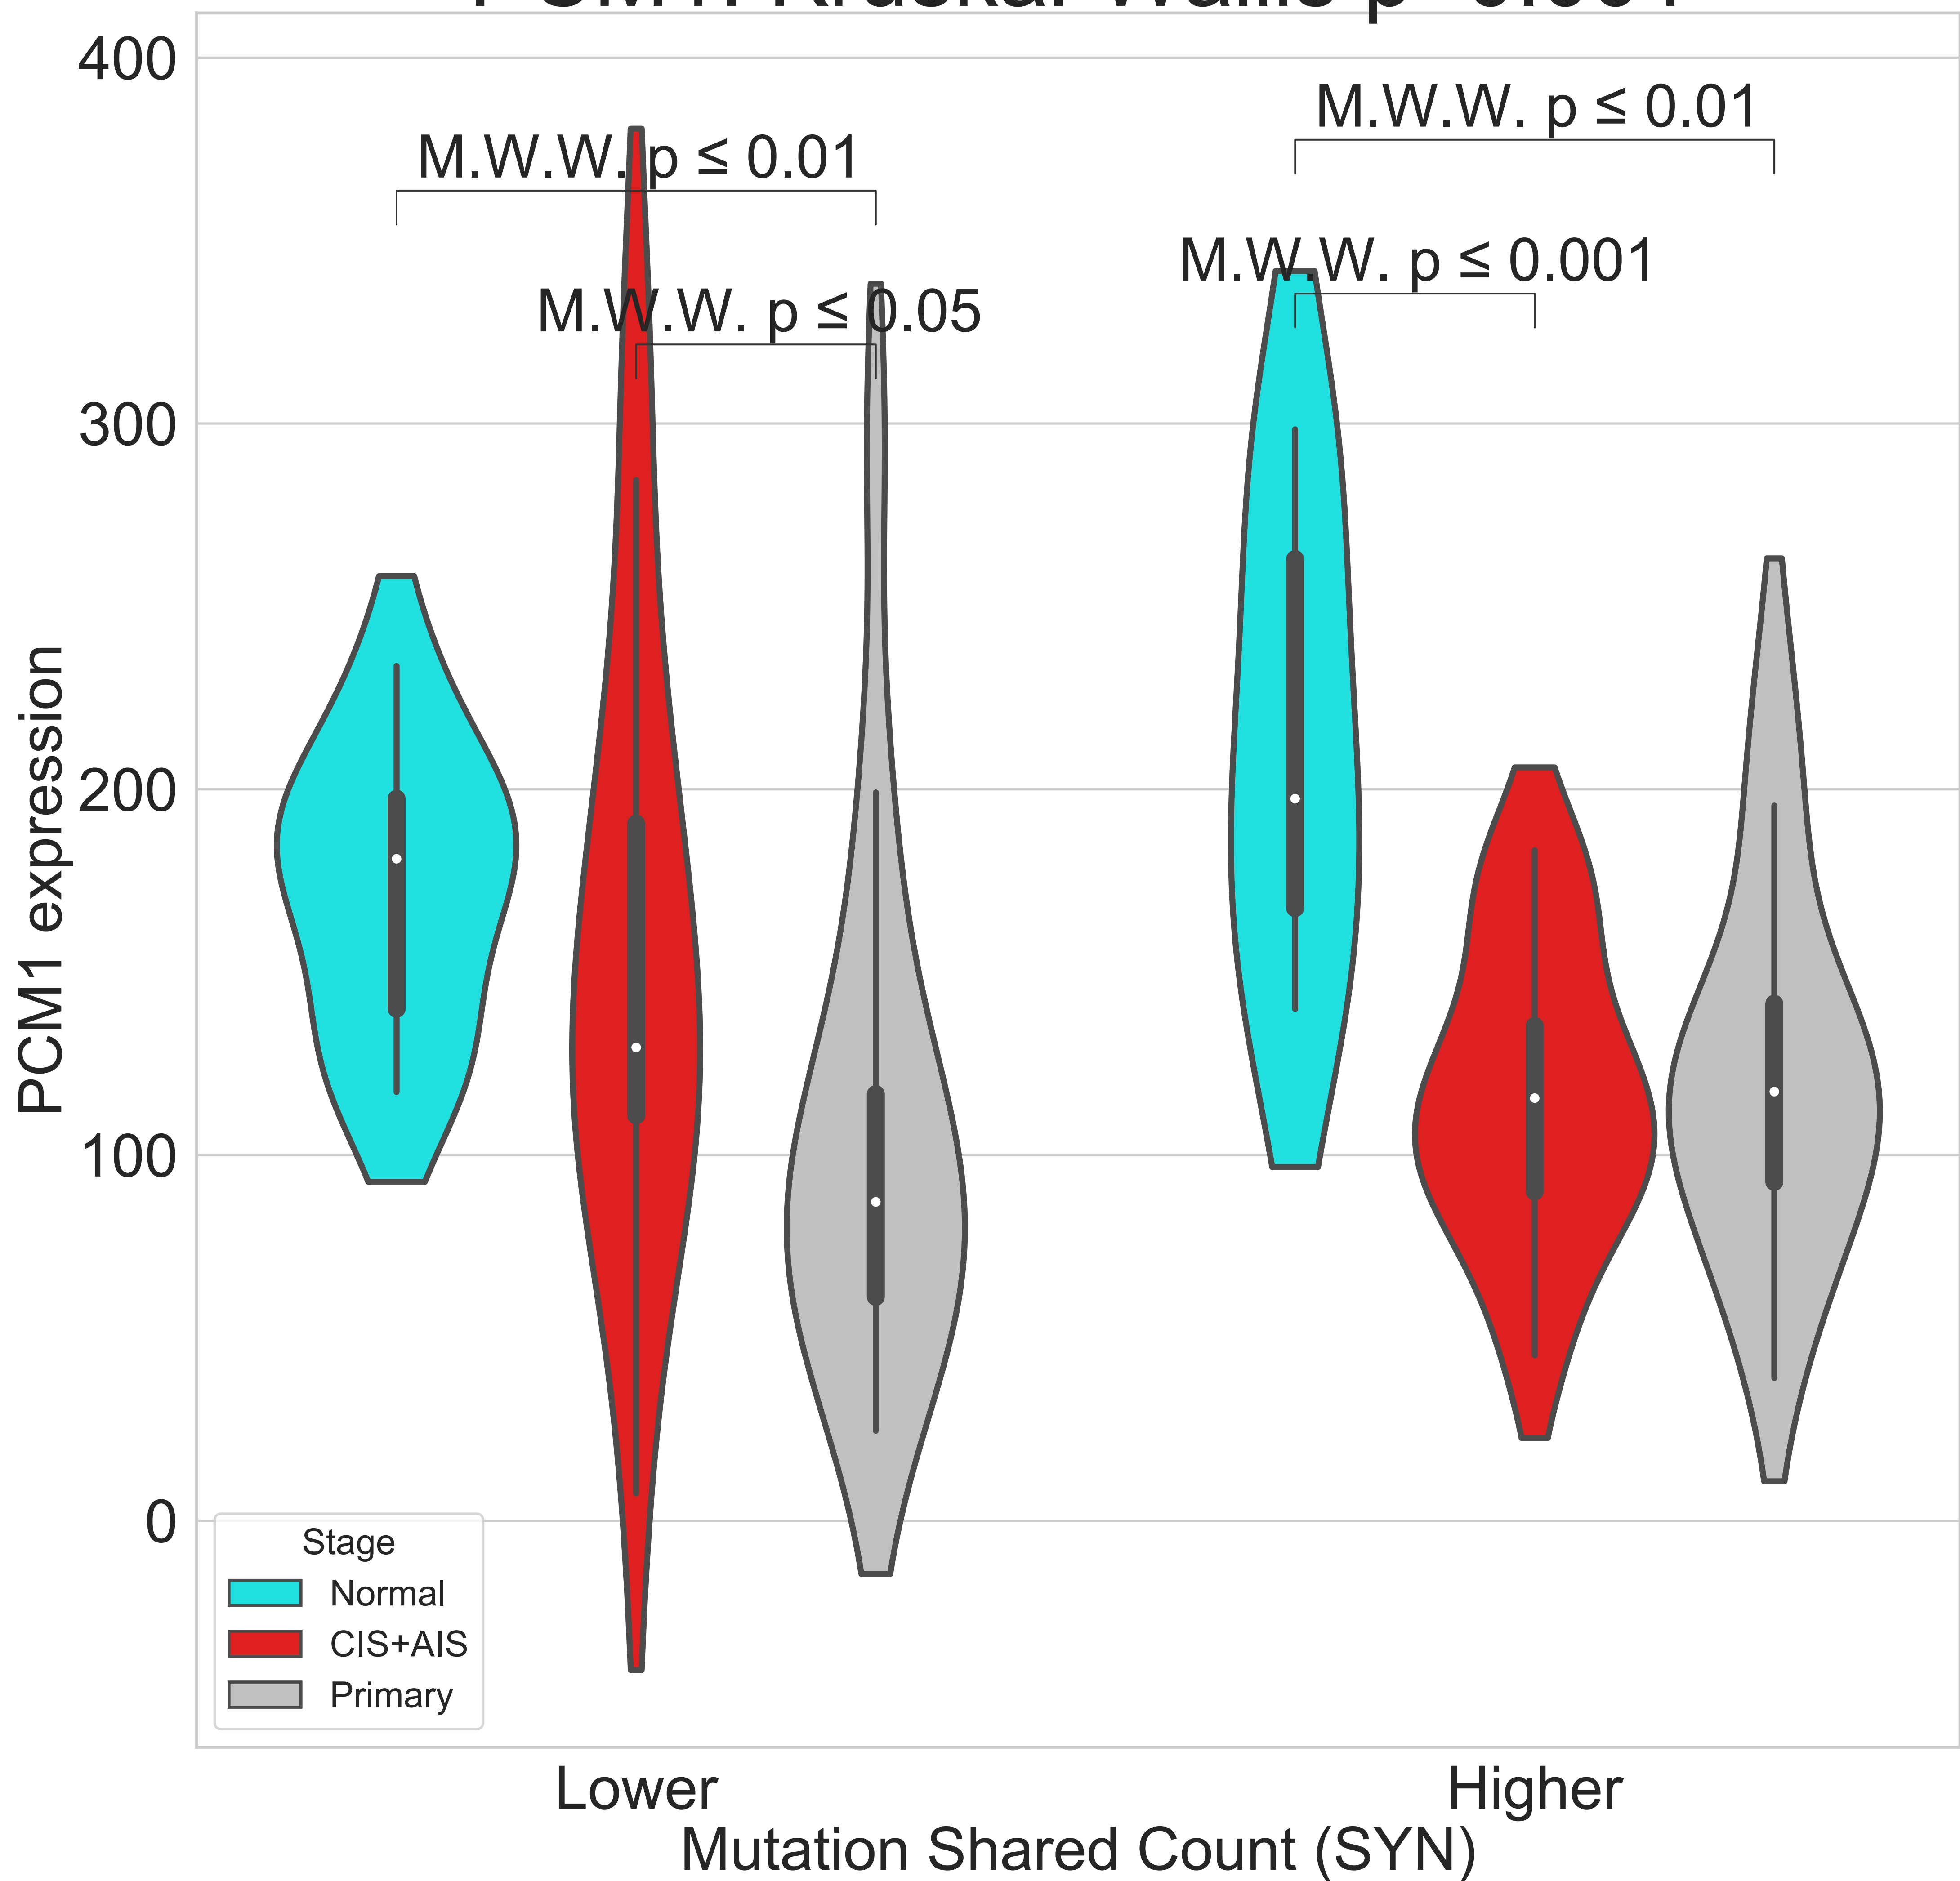 400
M.W.W. p ≤ 0.01
M.W.W. p ≤ 0.01
M.W.W. p ≤ 0.001
M.W.W. p ≤ 0.05
300
200
100
0
PCM1 expression
Stage
Normal
CIS+AIS
Primary
Lower
Higher
Mutation Shared Count (SYN)